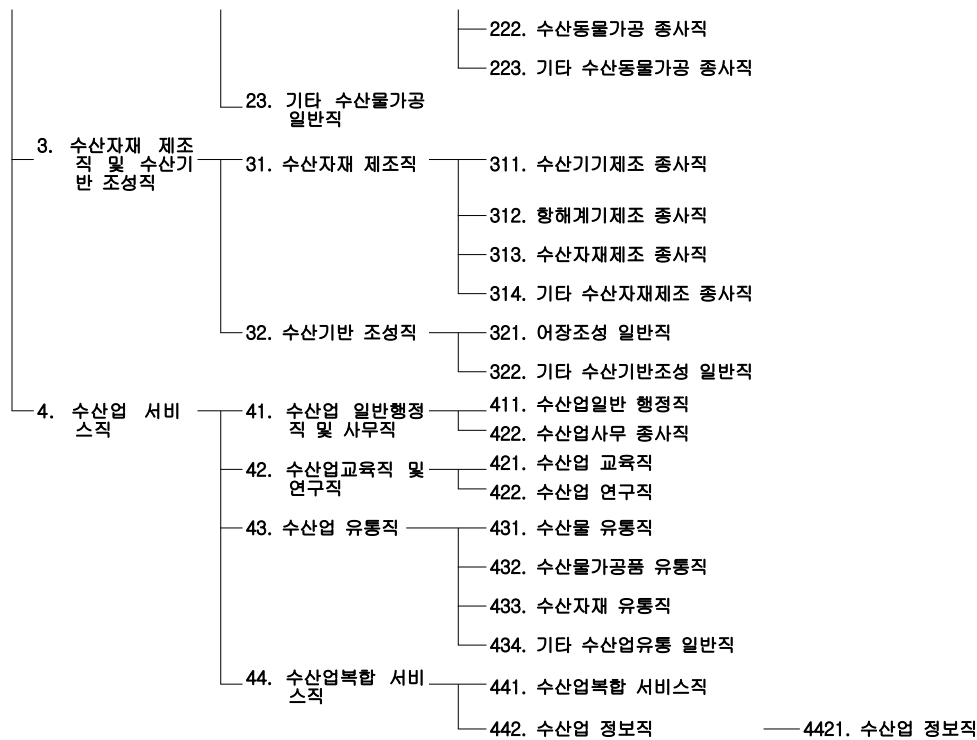 222. 수산동물가공 종사직
223. 기타 수산동물가공 종사직
23. 기타 수산물가공
일반직
3. 수산자재 제조
직 및 수산기
반 조성직
31. 수산자재 제조직
311. 수산기기제조 종사직
312. 항해계기제조 종사직
313. 수산자재제조 종사직
314. 기타 수산자재제조 종사직
32. 수산기반 조성직
321. 어장조성 일반직
322. 기타 수산기반조성 일반직
4. 수산업 서비
스직
41. 수산업 일반행정
직 및 사무직
411. 수산업일반 행정직
422. 수산업사무 종사직
42. 수산업교육직 및
연구직
421. 수산업 교육직
422. 수산업 연구직
43. 수산업 유통직
431. 수산물 유통직
432. 수산물가공품 유통직
433. 수산자재 유통직
434. 기타 수산업유통 일반직
44. 수산업복합 서비
스직
441. 수산업복합 서비스직
442. 수산업 정보직
4421. 수산업 정보직